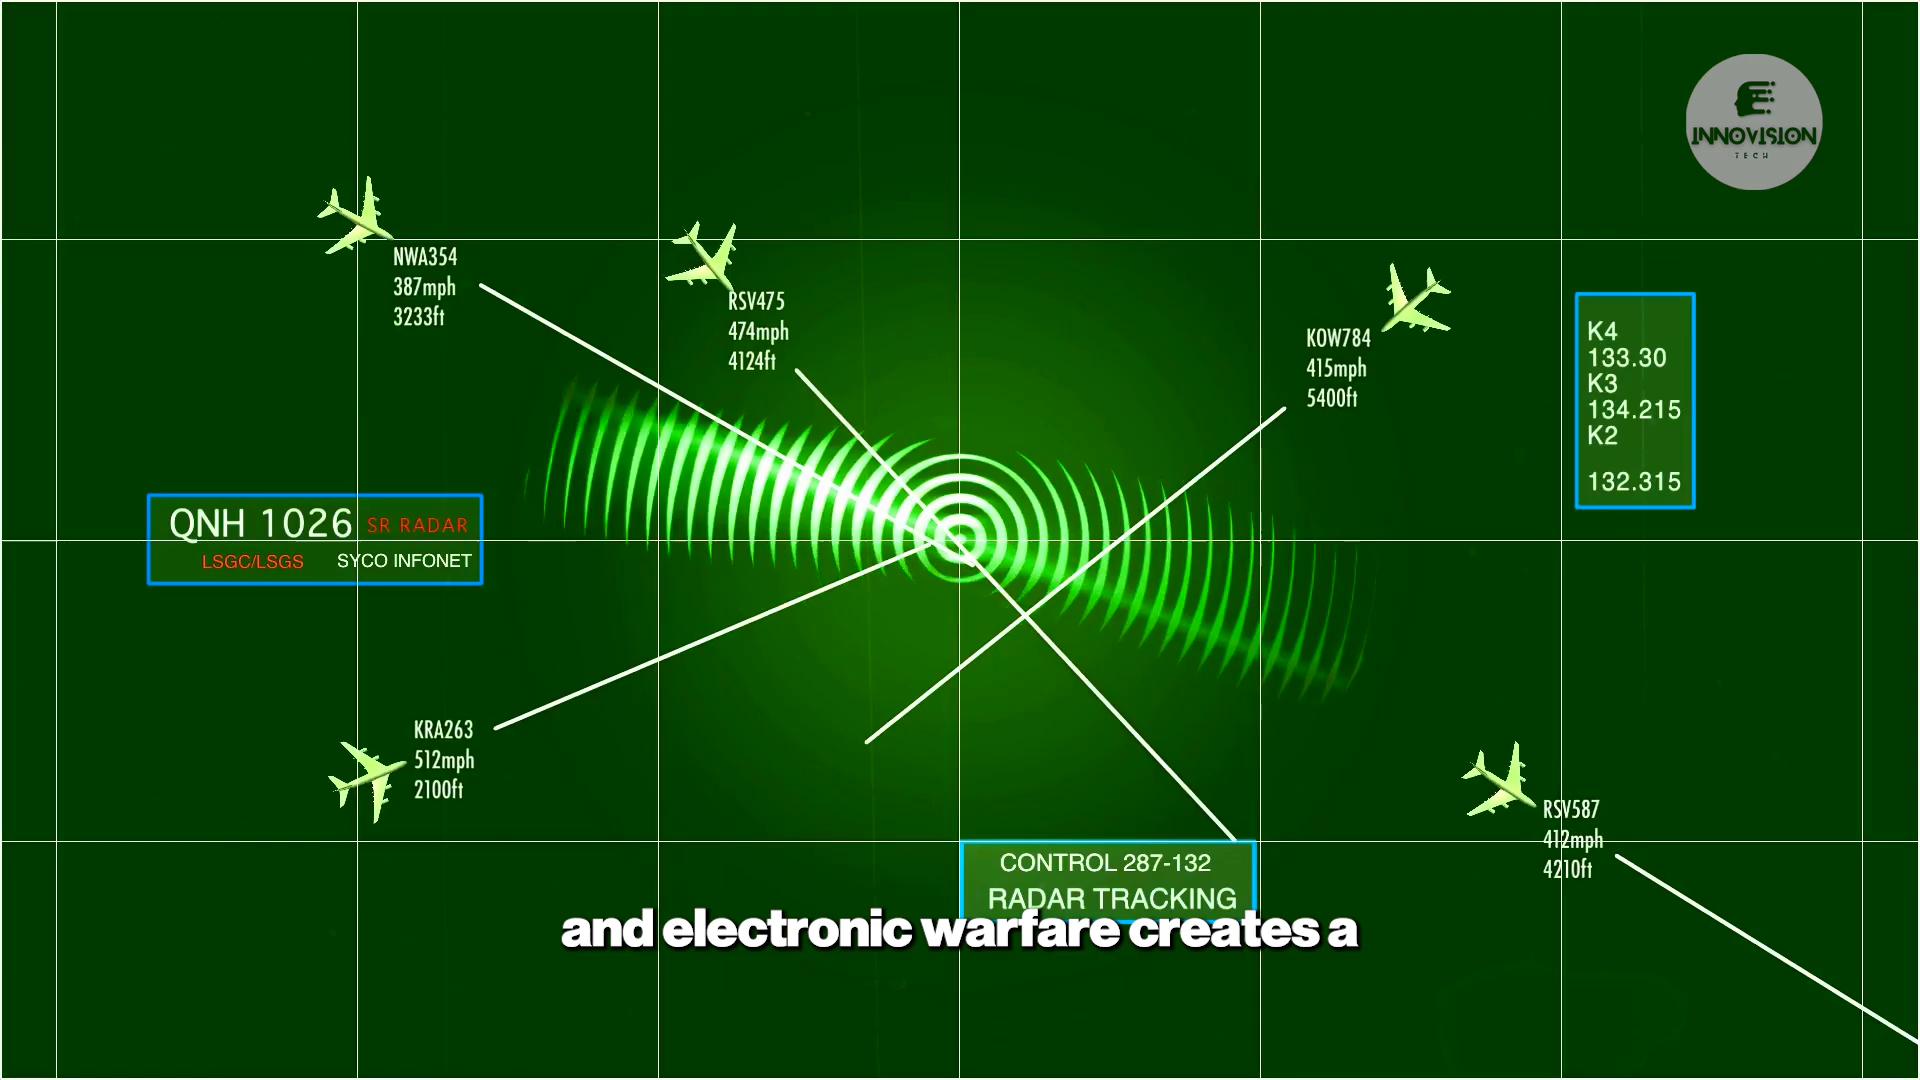 INNOVISION
TECH
NWA354
387mph
3233ft
RSV475
474mph
4124ft
KOW784
415mph
5400ft
K4
133.30
K3
134.215
K2
132.315
QNH 1026 SR RADAR
LSGC/LSGS SYCO INFONET
KRA263
512mph
2100ft
RSV587
412mph
4210ft
CONTROL 287-132
RADAR TRACKING
and electronic warfare creates a